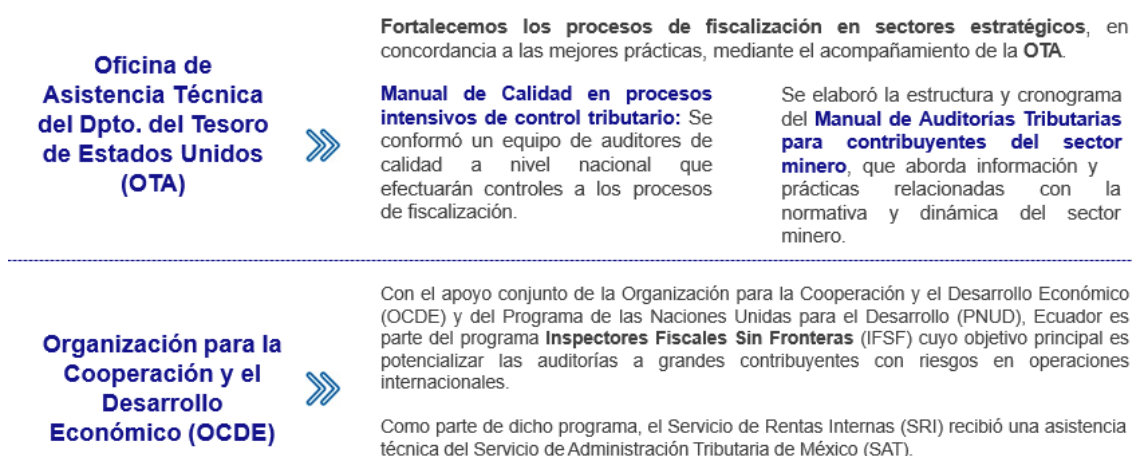 Oficina de
Asistencia Técnica
del Dpto. del Tesoro
de Estados Unidos
(OTA)
Fortalecemos los procesos de fiscalización en sectores estratégicos, en
concordancia a las mejores prácticas, mediante el acompañamiento de la OTA.
Manual de Calidad en procesos
intensivos de control tributario: Se
conformó un equipo de auditores de
calidad a nivel nacional que
efectuarán controles a los procesos
de fiscalización.
Se elaboró la estructura y cronograma
del Manual de Auditorías Tributarias
para contribuyentes del sector
minero, que aborda información y
prácticas relacionadas con la
normativa y dinámica del sector
minero.
Organización para la
Cooperación y el
Desarrollo
Económico (OCDE)
Con el apoyo conjunto de la Organización para la Cooperación y el Desarrollo Económico
(OCDE) y del Programa de las Naciones Unidas para el Desarrollo (PNUD), Ecuador es
parte del programa Inspectores Fiscales Sin Fronteras (IFSF) cuyo objetivo principal es
potencializar las auditorías a grandes contribuyentes con riesgos en operaciones
internacionales.
Como parte de dicho programa, el Servicio de Rentas Internas (SRI) recibió una asistencia
técnica del Servicio de Administración Tributaria de México (SAT).